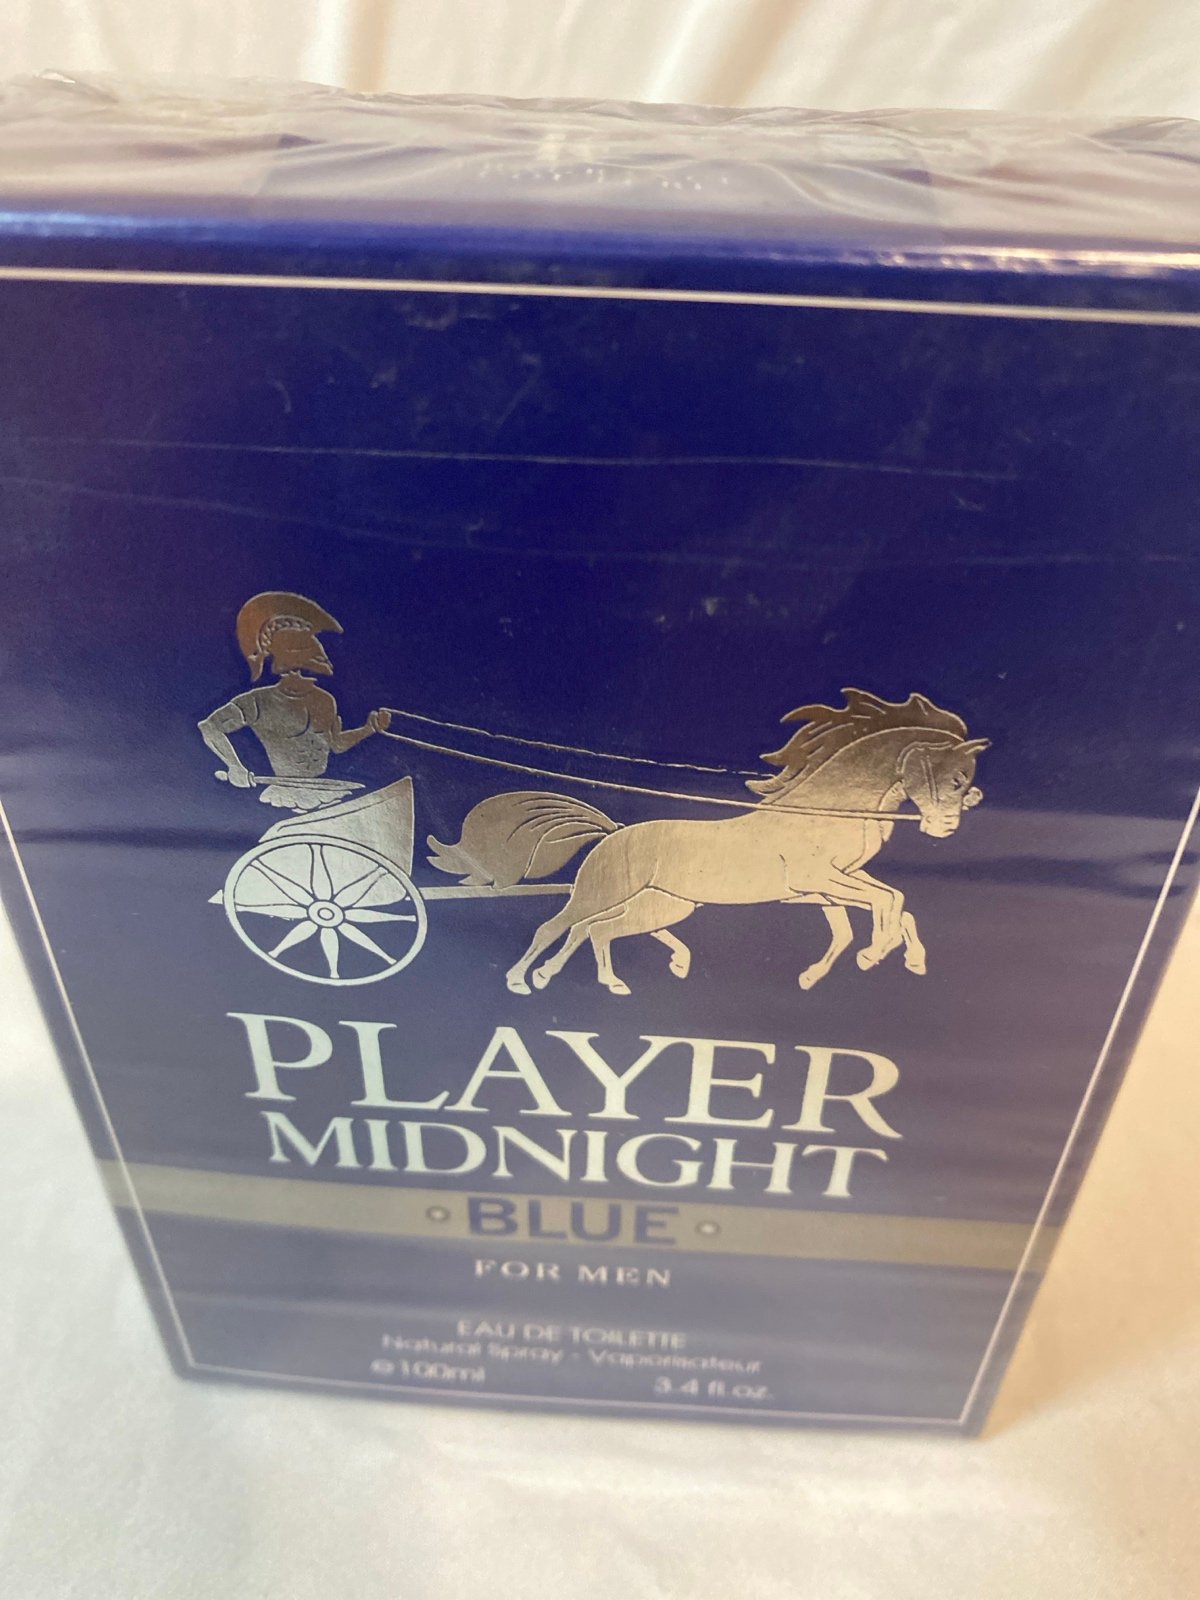 PLAYER
MIDNIGHT
BLUE
FOR MEN
EAU DE TOILETTE
Natural Spray - Vaporisateur
℮ 100ml 3.4 fl.oz.